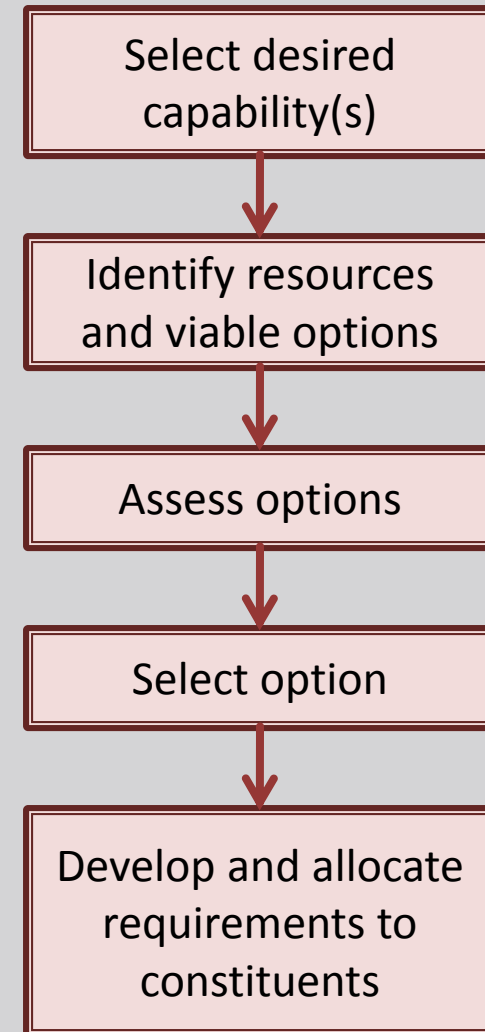 Select desired
capability(s)
Identify resources
and viable options
Assess options
Select option
Develop and allocate
requirements to
constituents